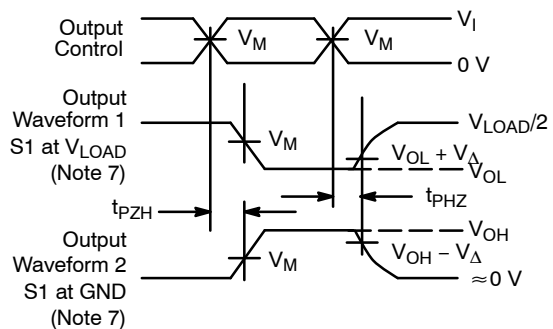 Output
Control
V_M
V_M
V_I
0 V
Output
Waveform 1
S1 at V_LOAD
(Note 7)
V_M
V_LOAD/2
V_OL + V_Δ
V_OL
t_PZH
t_PHZ
Output
Waveform 2
S1 at GND
(Note 7)
V_M
V_OH
V_OH – V_Δ
≈0 V